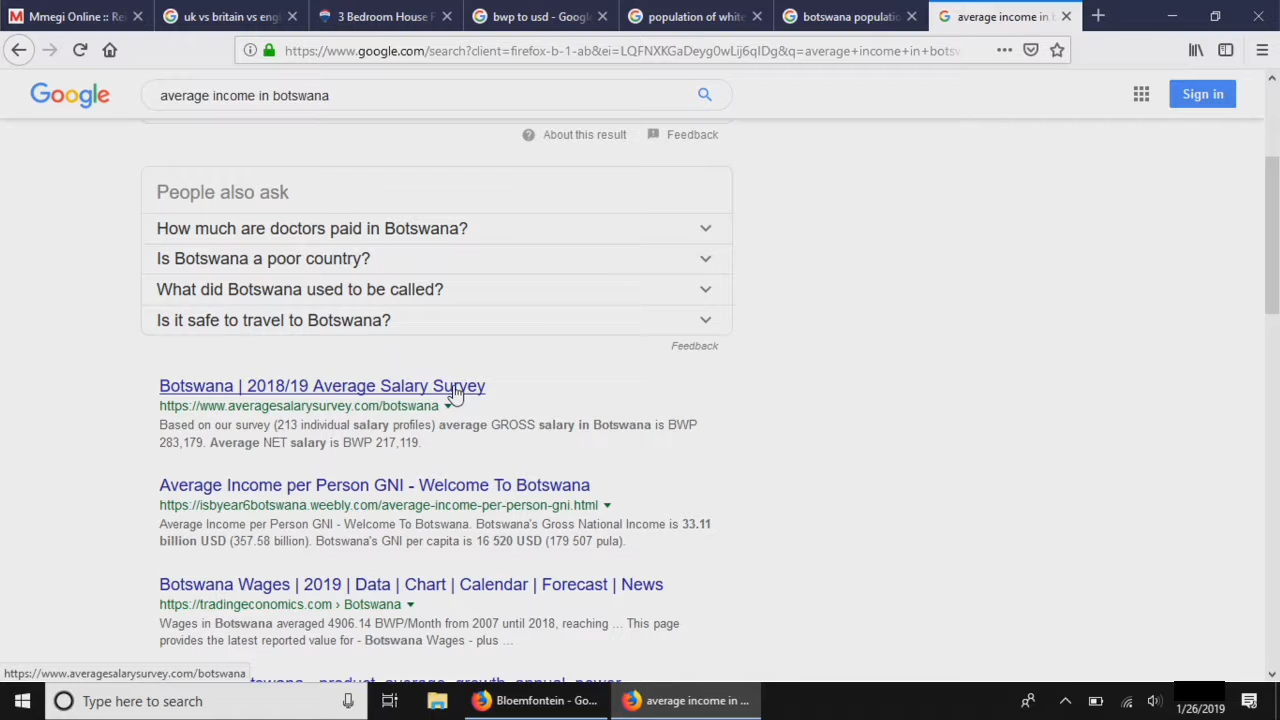 Mmegi Online :: Rei
uk vs britain vs eng
3 Bedroom House F
bwp to usd - Google
population of white
botswana populatio
average income in b
https://www.google.com/search?client=firefox-b-1-ab&ei=LQFNXKGaDeyg0wLij6qIDg&q=average+income+in+botsw
Google
average income in botswana
Sign in
About this result
Feedback
People also ask
How much are doctors paid in Botswana?
Is Botswana a poor country?
What did Botswana used to be called?
Is it safe to travel to Botswana?
Feedback
Botswana | 2018/19 Average Salary Survey
https://www.averagesalarysurvey.com/botswana
Based on our survey (213 individual salary profiles) average GROSS salary in Botswana is BWP
283,179. Average NET salary is BWP 217,119.
Average Income per Person GNI - Welcome To Botswana
https://isbyear6botswana.weebly.com/average-income-per-person-gni.html
Average Income per Person GNI - Welcome To Botswana. Botswana's Gross National Income is 33.11
billion USD (357.58 billion). Botswana's GNI per capita is 16 520 USD (179 507 pula).
Botswana Wages | 2019 | Data | Chart | Calendar | Forecast | News
https://tradingeconomics.com › Botswana
Wages in Botswana averaged 4906.14 BWP/Month from 2007 until 2018, reaching ... This page
provides the latest reported value for - Botswana Wages - plus ...
https://www.averagesalarysurvey.com/botswana
Type here to search
Bloemfontein - Go...
average income in ...
1/26/2019